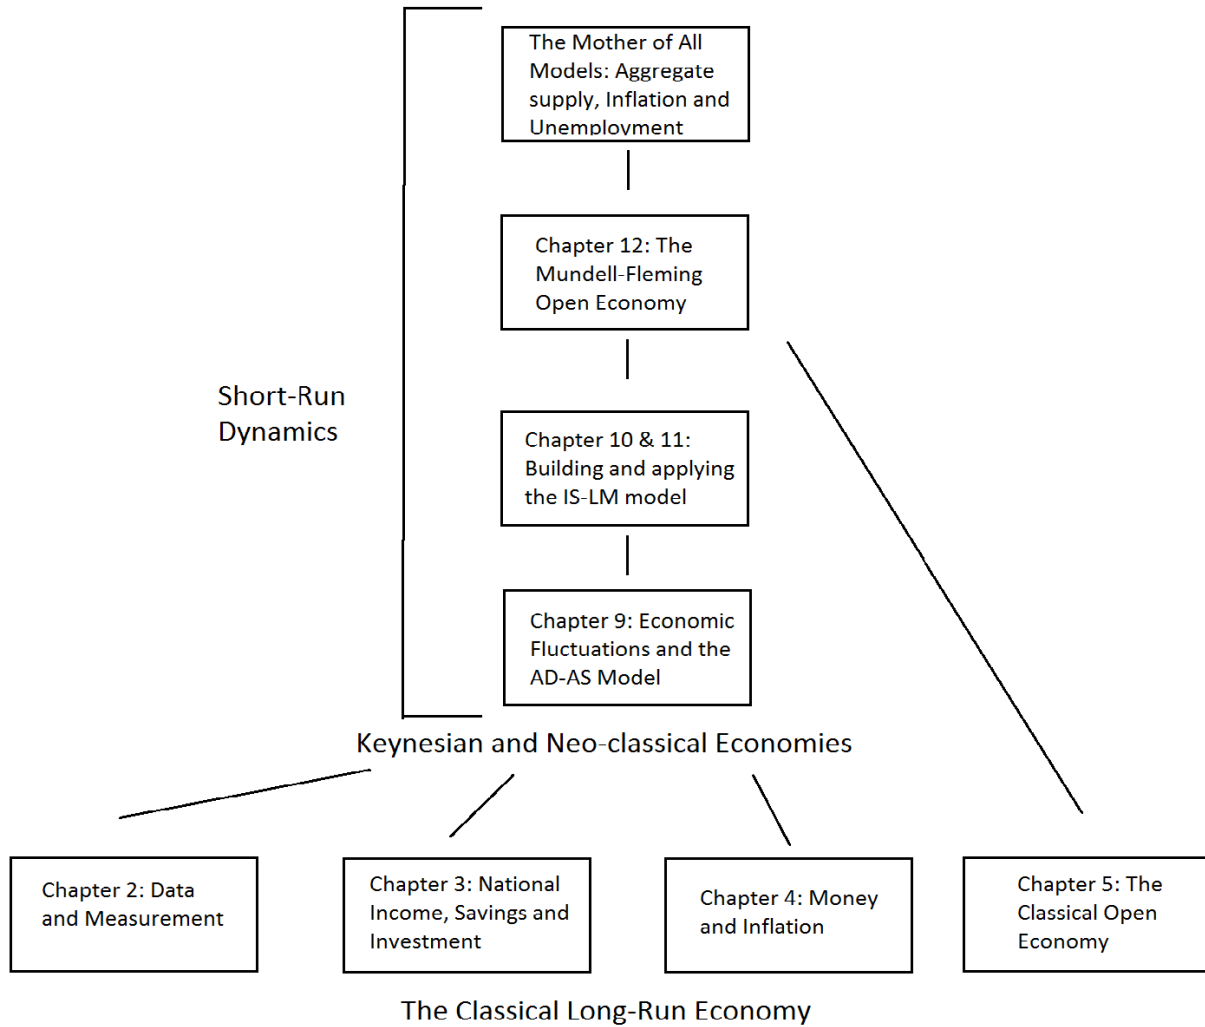 The Mother of All
Models: Aggregate
supply, Inflation and
Unemployment
Chapter 12: The
Mundell-Fleming
Open Economy
Short-Run
Dynamics
Chapter 10 & 11:
Building and applying
the IS-LM model
Chapter 9: Economic
Fluctuations and the
AD-AS Model
Keynesian and Neo-classical Economies
Chapter 2: Data
and Measurement
Chapter 3: National
Income, Savings and
Investment
Chapter 4: Money
and Inflation
Chapter 5: The
Classical Open
Economy
The Classical Long-Run Economy